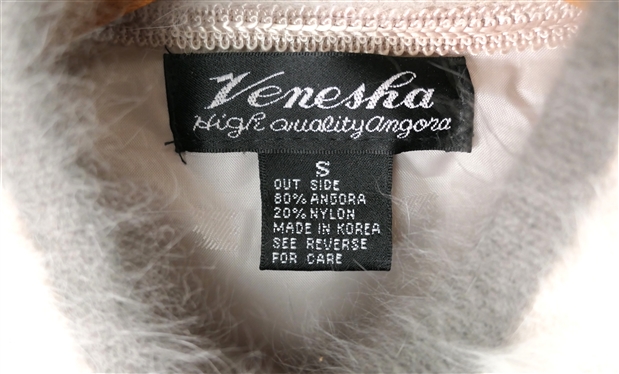 Venesha
High Quality Angora
S
OUT SIDE
80% ANGORA
20% NYLON
MADE IN KOREA
SEE REVERSE
FOR CARE